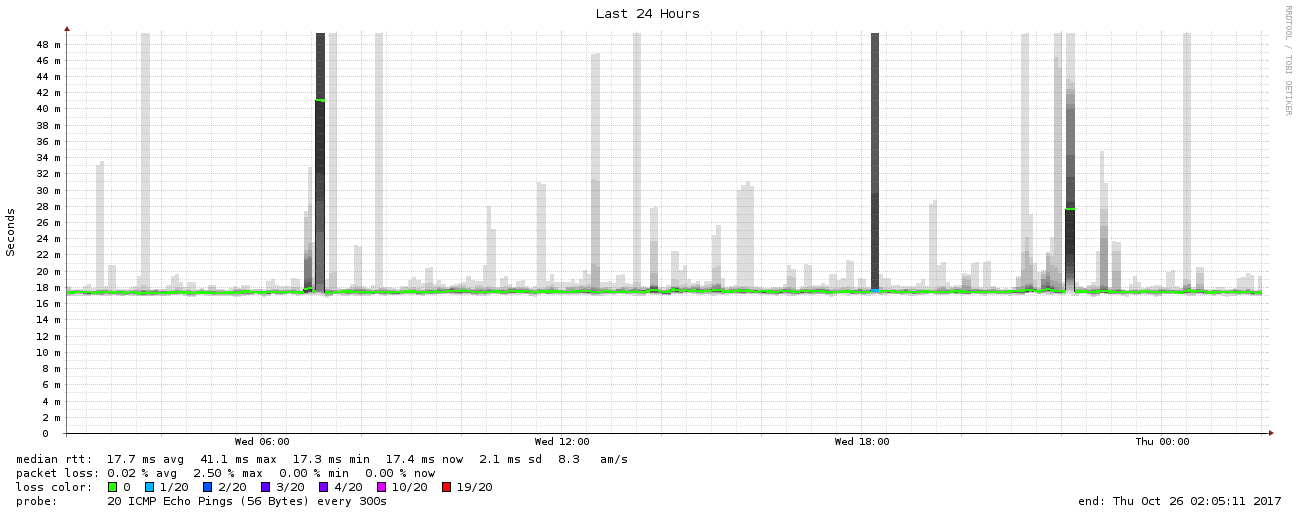 Last 24 Hours
RRDTOOL / TOBI OETIKER
Seconds
48 m
46 m
44 m
42 m
40 m
38 m
36 m
34 m
32 m
30 m
28 m
26 m
24 m
22 m
20 m
18 m
16 m
14 m
12 m
10 m
8 m
6 m
4 m
2 m
0
Wed 06:00 Wed 12:00 Wed 18:00 Thu 00:00
median rtt: 17.7 ms avg 41.1 ms max 17.3 ms min 17.4 ms now 2.1 ms sd 8.3 am/s
packet loss: 0.02 % avg 2.50 % max 0.00 % min 0.00 % now
loss color: 0 1/20 2/20 3/20 4/20 10/20 19/20
probe: 20 ICMP Echo Pings (56 Bytes) every 300s end: Thu Oct 26 02:05:11 2017